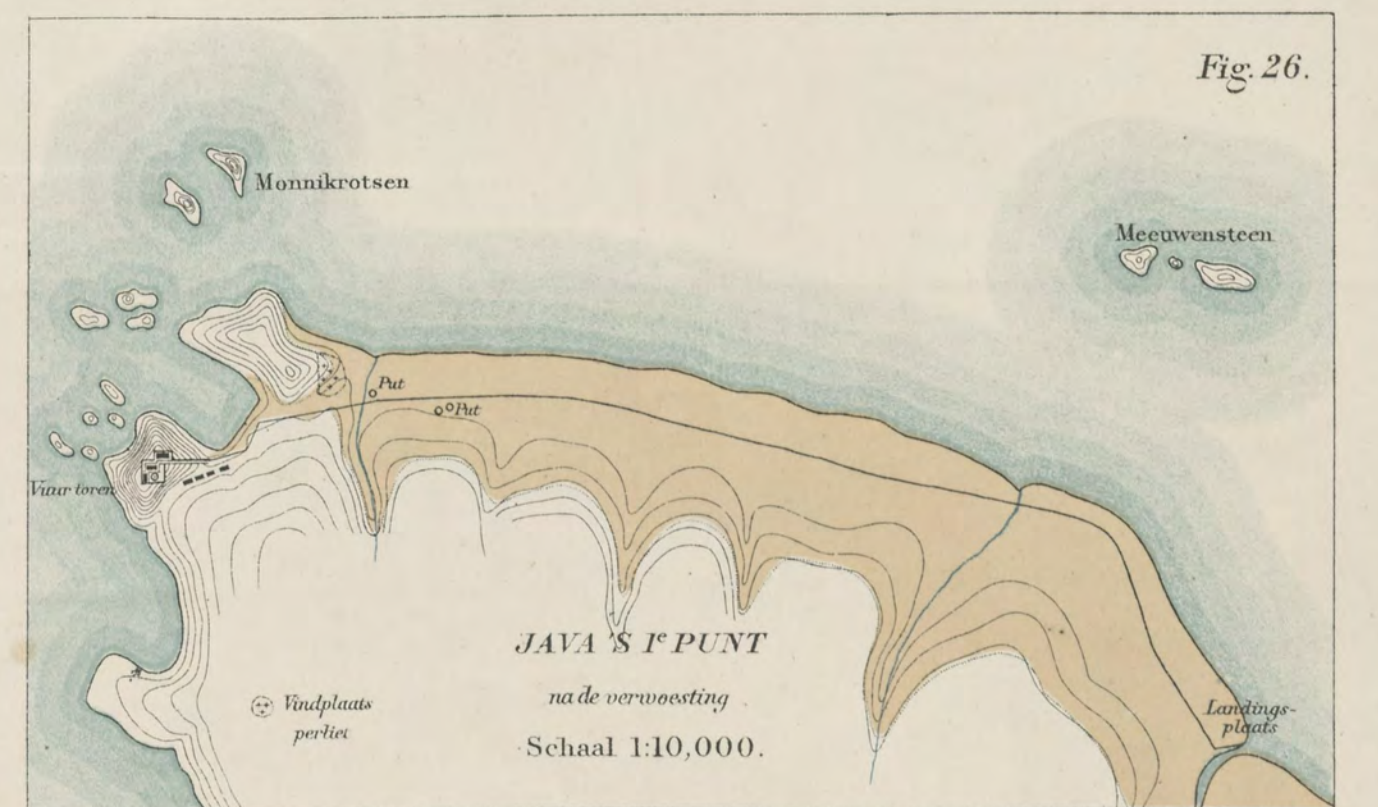 Fig. 26.
Monnikrotsen
Meeuwensteen
Put
Put
Vuur toren
JAVA 'S 1e PUNT
na de verwoesting
Schaal 1:10,000.
Vindplaats
perliet
Landings-
plaats